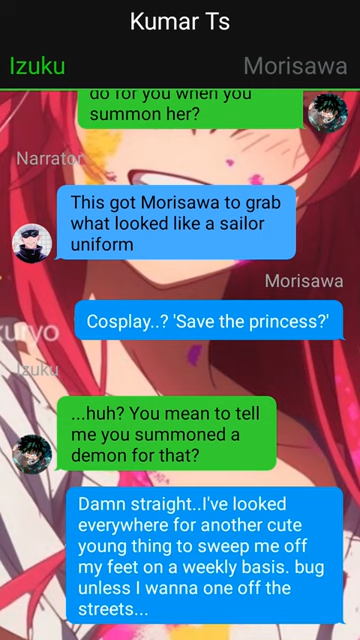 Kumar Ts
Izuku
Morisawa
do for you when you
summon her?
Narrator
This got Morisawa to grab
what looked like a sailor
uniform
Morisawa
Cosplay..? 'Save the princess?'
kuryo
Izuku
...huh? You mean to tell
me you summoned a
demon for that?
Damn straight..I've looked
everywhere for another cute
young thing to sweep me off
my feet on a weekly basis. bug
unless I wanna one off the
streets...